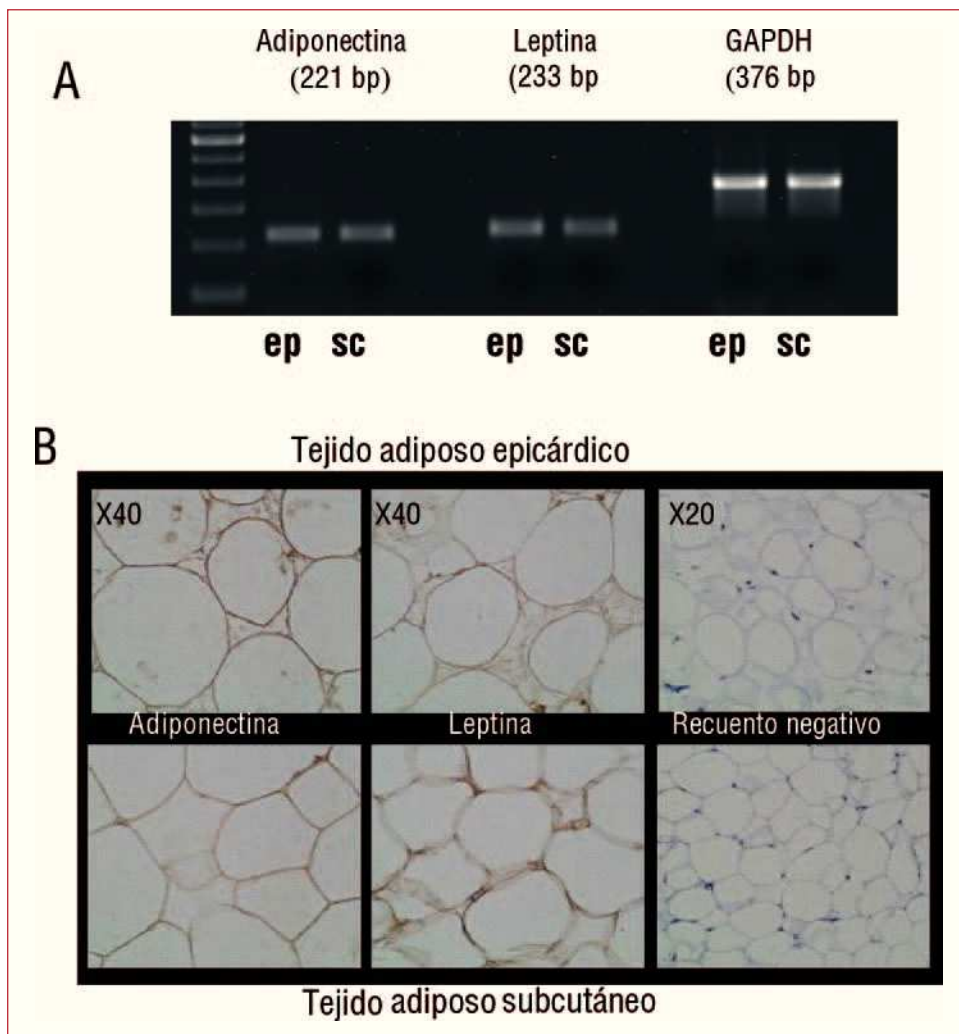 A
Adiponectina
(221 bp)
Leptina
(233 bp
GAPDH
(376 bp
ep sc ep sc ep sc
B
Tejido adiposo epicárdico
X40 X40 X20
Adiponectina Leptina Recuento negativo
Tejido adiposo subcutáneo